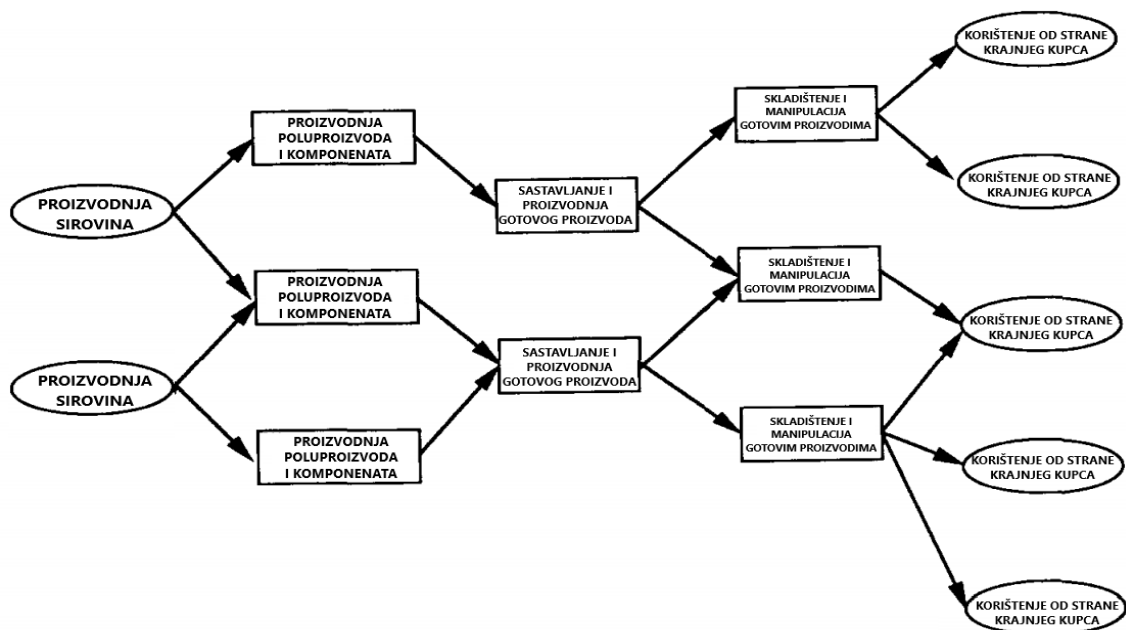 PROIZVODNJA
SIROVINA
PROIZVODNJA
SIROVINA
PROIZVODNJA
POLUPROIZVODA
I KOMPONENATA
PROIZVODNJA
POLUPROIZVODA
I KOMPONENATA
PROIZVODNJA
POLUPROIZVODA
I KOMPONENATA
SASTAVLJANJE I
PROIZVODNJA
GOTOVOG PROIZVODA
SASTAVLJANJE I
PROIZVODNJA
GOTOVOG PROIZVODA
SKLADIŠTENJE I
MANIPULACIJA
GOTOVIM PROIZVODIMA
SKLADIŠTENJE I
MANIPULACIJA
GOTOVIM PROIZVODIMA
SKLADIŠTENJE I
MANIPULACIJA
GOTOVIM PROIZVODIMA
KORIŠTENJE OD STRANE
KRAJNJEG KUPCA
KORIŠTENJE OD STRANE
KRAJNJEG KUPCA
KORIŠTENJE OD STRANE
KRAJNJEG KUPCA
KORIŠTENJE OD STRANE
KRAJNJEG KUPCA
KORIŠTENJE OD STRANE
KRAJNJEG KUPCA